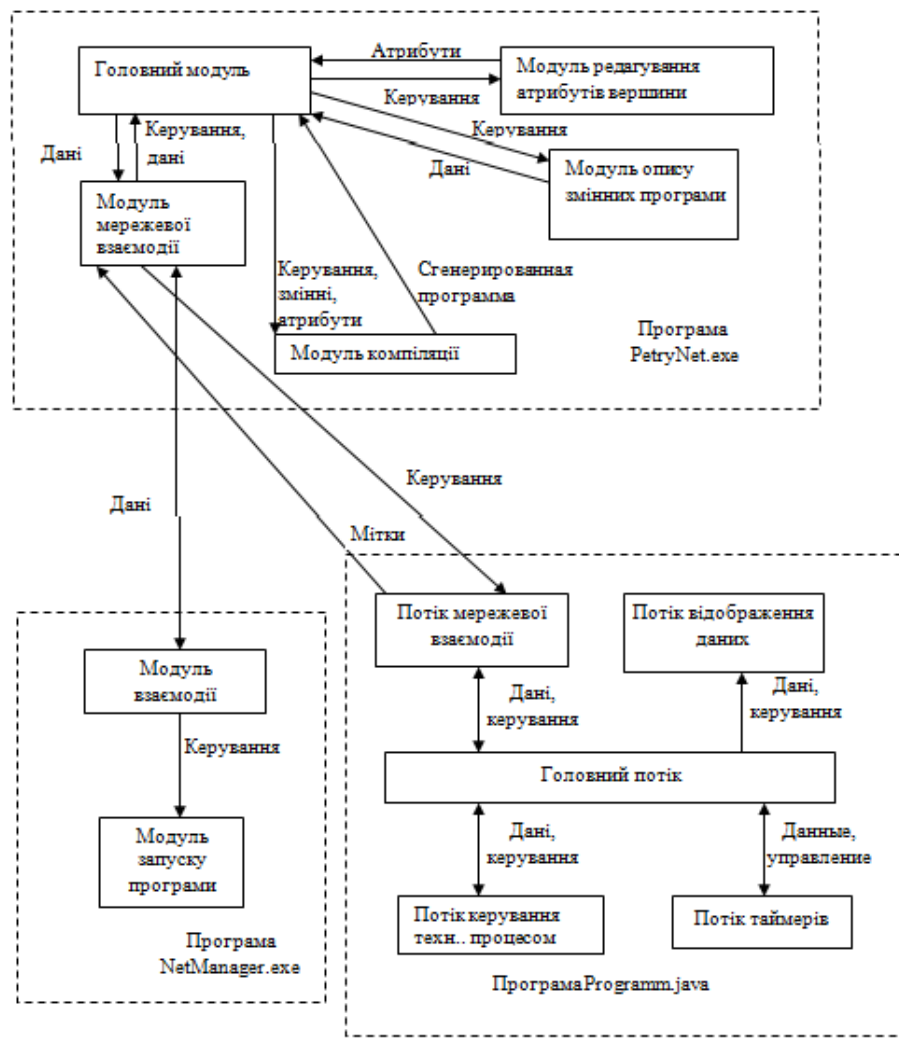 Головний модуль
Атрибути
Модуль редагування
атрибутів вершини
Керування
Керування
Дані
Керування,
дані
Дані
Модуль опису
змінних програми
Модуль
мережевої
взаємодії
Керування,
змінні,
атрибути
Сгенерированная
программа
Модуль компіляції
Програма
PetryNet.exe
Керування
Дані
Мітки
Потік мережевої
взаємодії
Потік відображення
даних
Модуль
взаємодії
Дані,
керування
Дані,
керування
Керування
Головний потік
Модуль
запуску
програми
Дані,
керування
Данные,
управление
Потік керування
техн.. процесом
Потік таймерів
Програма
NetManager.exe
ПрограмаProgramm.java